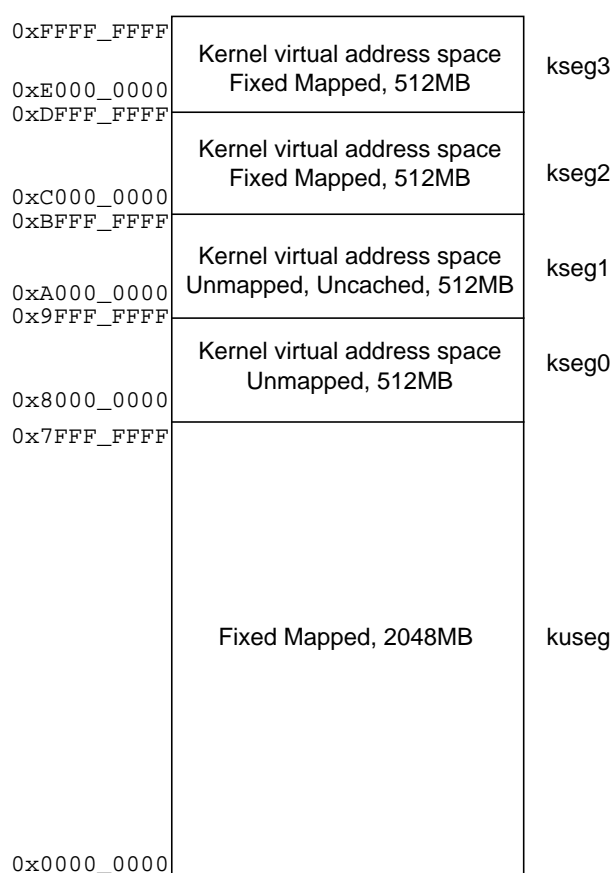 0xFFFF_FFFF
Kernel virtual address space
Fixed Mapped, 512MB
kseg3
0xE000_0000
0xDFFF_FFFF
Kernel virtual address space
Fixed Mapped, 512MB
kseg2
0xC000_0000
0xBFFF_FFFF
Kernel virtual address space
Unmapped, Uncached, 512MB
kseg1
0xA000_0000
0x9FFF_FFFF
Kernel virtual address space
Unmapped, 512MB
kseg0
0x8000_0000
0x7FFF_FFFF
Fixed Mapped, 2048MB
kuseg
0x0000_0000